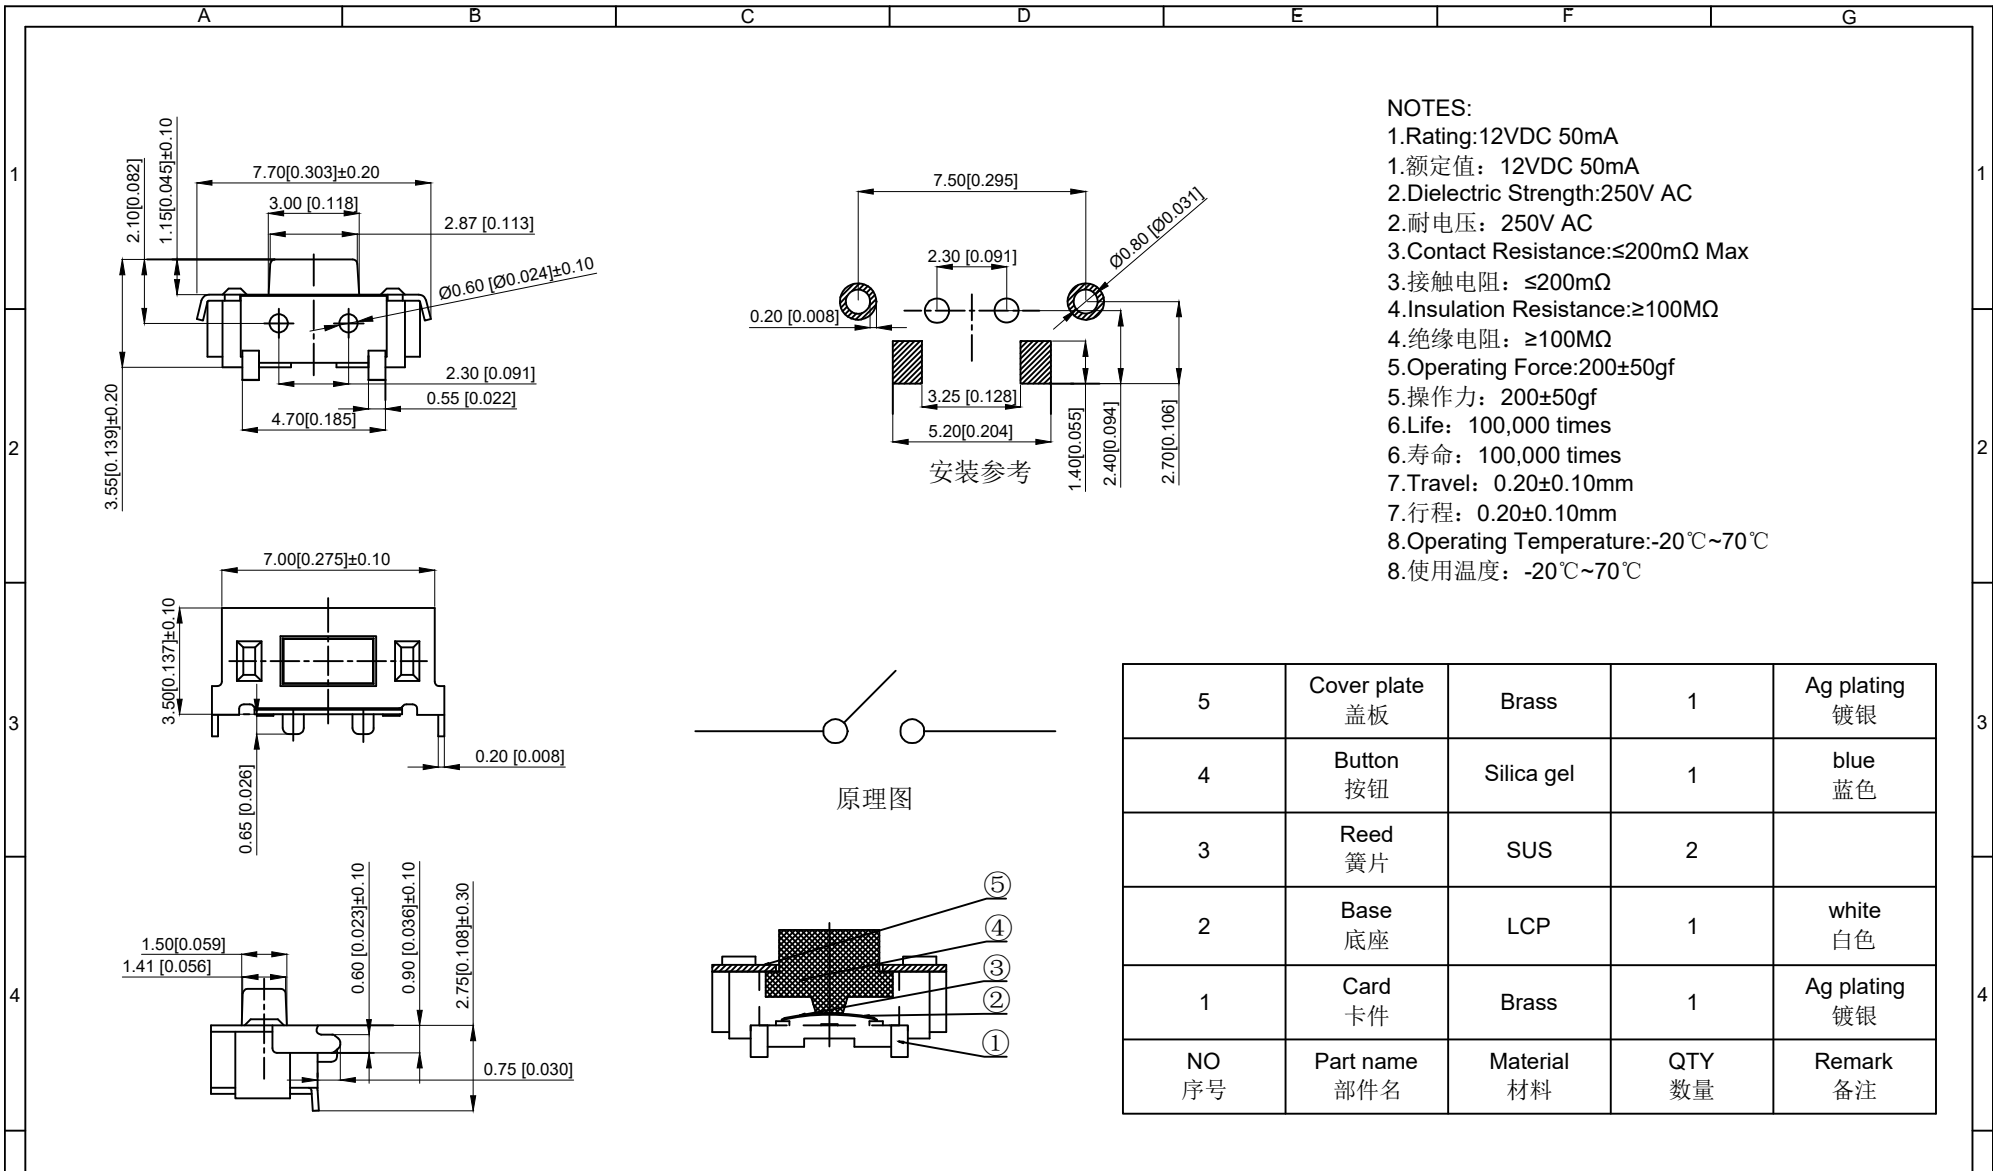 A B C D E F G
1
2
3
4
1
2
3
4
2.10[0.082]
1.15[0.045]±0.10
7.70[0.303]±0.20
3.00 [0.118]
2.87 [0.113]
Ø0.60 [Ø0.024]±0.10
2.30 [0.091]
0.55 [0.022]
4.70[0.185]
3.55[0.139]±0.20
7.50[0.295]
Ø0.80 [Ø0.031]
2.30 [0.091]
0.20 [0.008]
3.25 [0.128]
5.20[0.204]
1.40[0.055]
2.40[0.094]
2.70[0.106]
安装参考
NOTES:
1.Rating:12VDC 50mA
1.额定值：12VDC 50mA
2.Dielectric Strength:250V AC
2.耐电压：250V AC
3.Contact Resistance:≤200mΩ Max
3.接触电阻：≤200mΩ
4.Insulation Resistance:≥100MΩ
4.绝缘电阻：≥100MΩ
5.Operating Force:200±50gf
5.操作力：200±50gf
6.Life：100,000 times
6.寿命：100,000 times
7.Travel：0.20±0.10mm
7.行程：0.20±0.10mm
8.Operating Temperature:-20℃~70℃
8.使用温度：-20℃~70℃
7.00[0.275]±0.10
3.50[0.137]±0.10
0.20 [0.008]
0.65 [0.026]
原理图
1.50[0.059]
1.41 [0.056]
0.60 [0.023]±0.10
0.90 [0.036]±0.10
2.75[0.108]±0.30
0.75 [0.030]
⑤
④
③
②
①
5 Cover plate Brass 1 Ag plating
盖板 镀银
4 Button Silica gel 1 blue
按钮 蓝色
3 Reed SUS 2
簧片
2 Base LCP 1 white
底座 白色
1 Card Brass 1 Ag plating
卡件 镀银
NO Part name Material QTY Remark
序号 部件名 材料 数量 备注